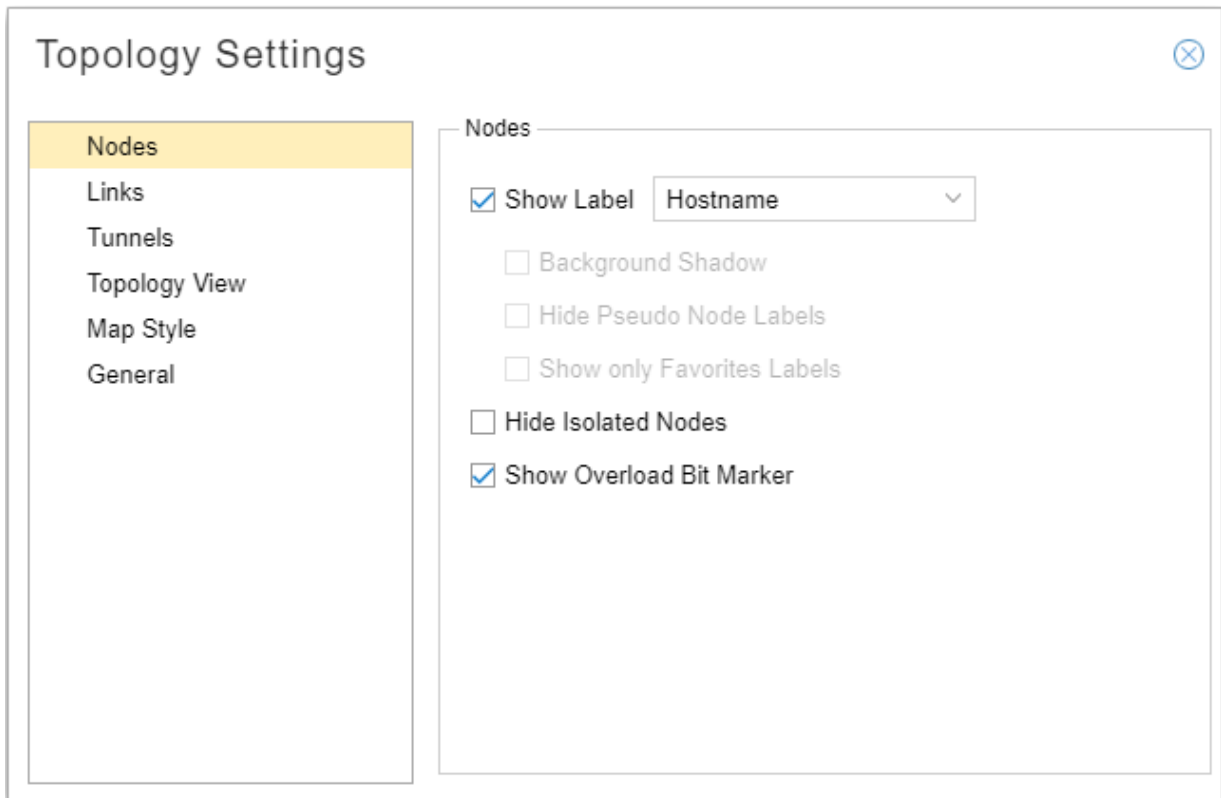 Topology Settings
Nodes
Links
Tunnels
Topology View
Map Style
General
Nodes
Show Label Hostname
Background Shadow
Hide Pseudo Node Labels
Show only Favorites Labels
Hide Isolated Nodes
Show Overload Bit Marker